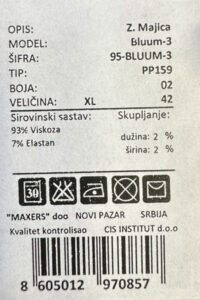 OPIS: Z. Majica
MODEL: Bluum-3
ŠIFRA: 95-BLUUM-3
TIP: PP159
BOJA: 02
VELIČINA: XL 42
Sirovinski sastav: Skupljanje:
93% Viskoza dužina: 2 %
7% Elastan širina: 2 %
30
"MAXERS" doo NOVI PAZAR SRBIJA
Kvalitet kontrolisao CIS INSTITUT d.o.o
8 605012 970857